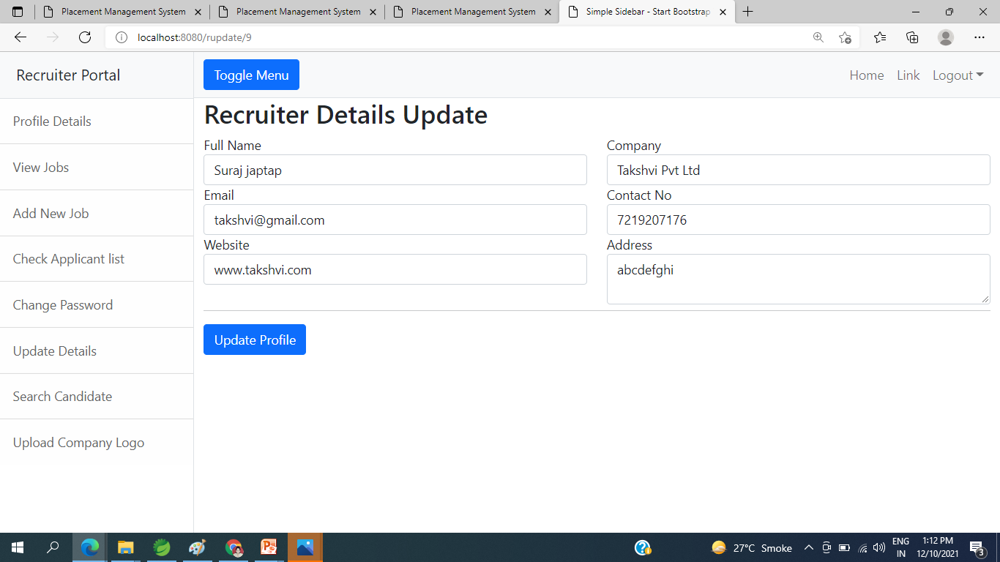 Placement Management System
Placement Management System
Placement Management System
Simple Sidebar - Start Bootstrap
localhost:8080/rupdate/9
Recruiter Portal
Toggle Menu
Home
Link
Logout
Profile Details
View Jobs
Add New Job
Check Applicant list
Change Password
Update Details
Search Candidate
Upload Company Logo
Recruiter Details Update
Full Name
Suraj japtap
Company
Takshvi Pvt Ltd
Email
takshvi@gmail.com
Contact No
7219207176
Website
www.takshvi.com
Address
abcdefghi
Update Profile
27°C Smoke
ENG
IN
1:12 PM
12/10/2021
3